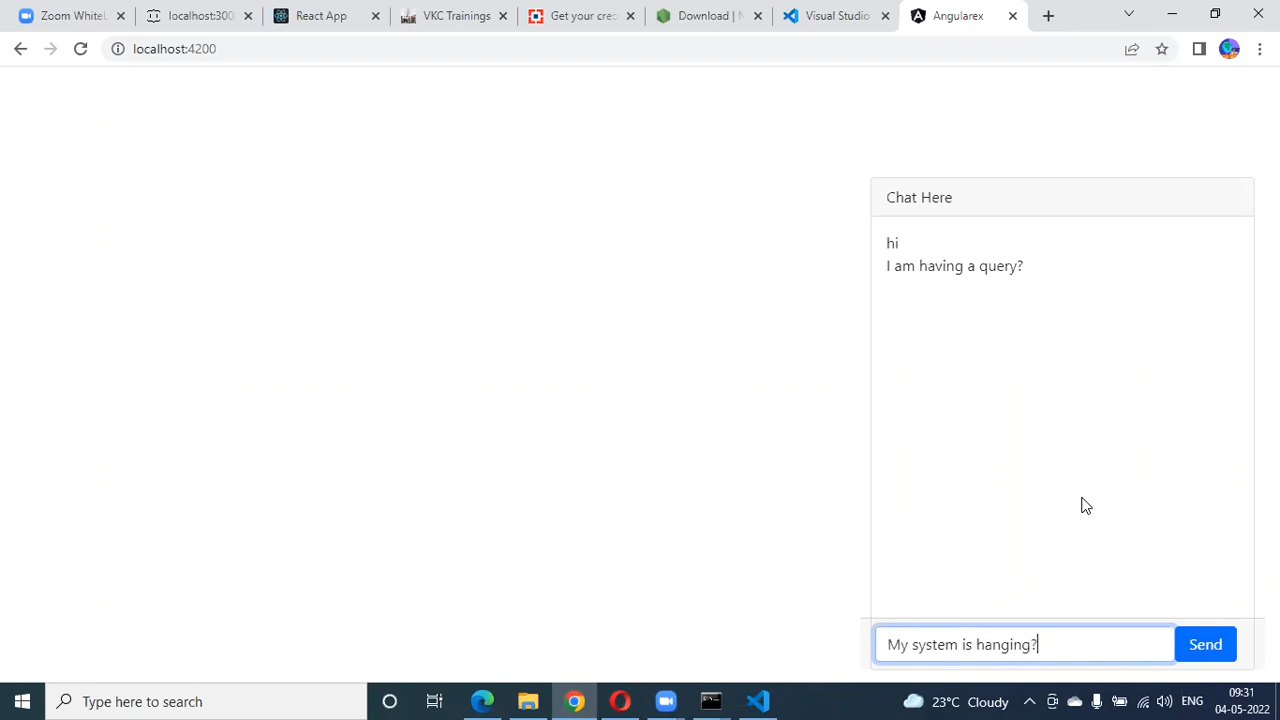 Zoom WhiteL
localhost:300
React App
VKC Trainings
Get your cre
Download | N
Visual Studio
Angularex
localhost:4200
Chat Here
hi
I am having a query?
My system is hanging?
Send
Type here to search
23°C Cloudy
ENG
09:31
04-05-2022